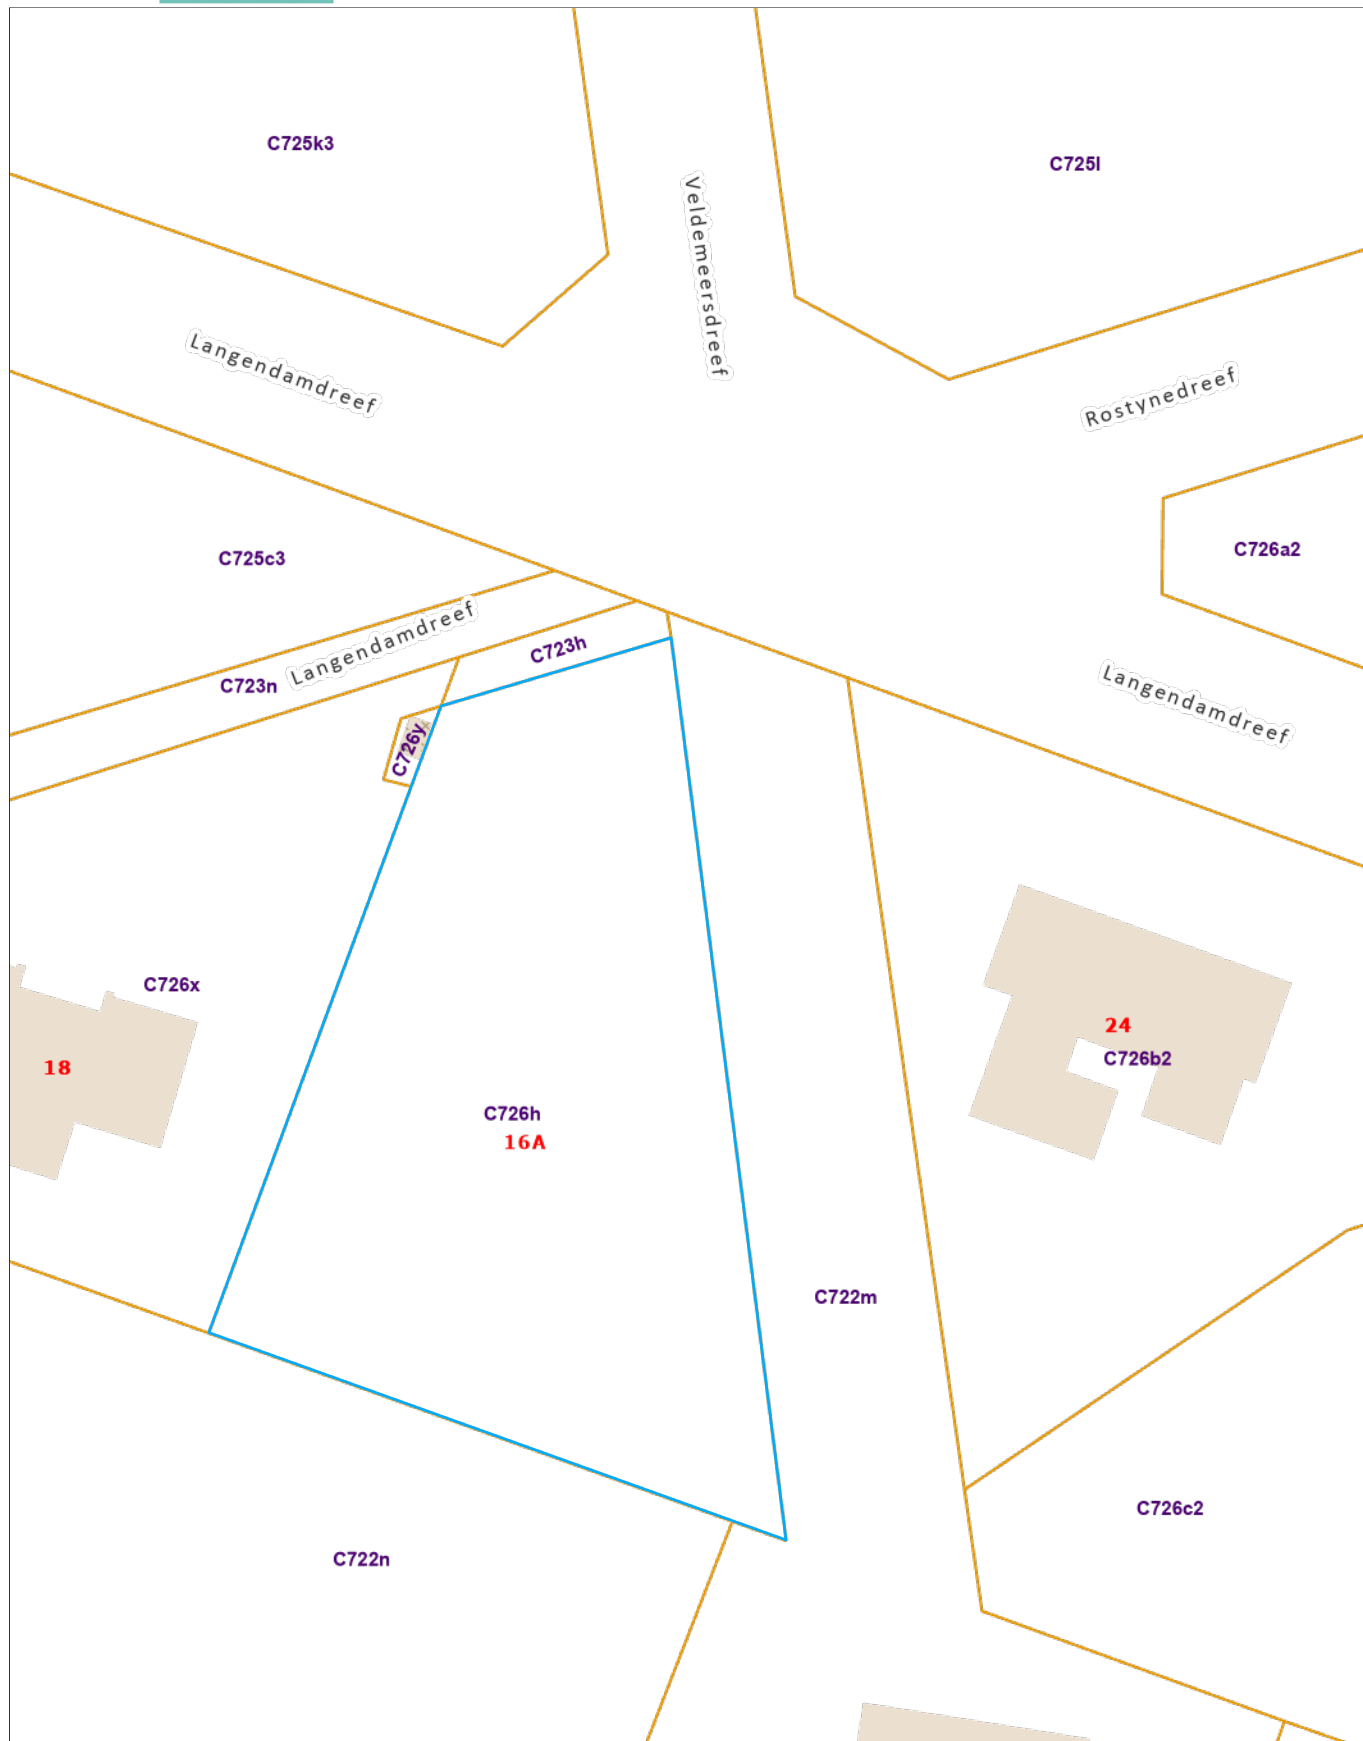 C725k3
C725l
Veldemeersdreef
Langendamdreef
Rostynedreef
C726a2
C725c3
Langendamdreef
C723h
C723n
Langendamdreef
C726y
C726x
18
24
C726b2
C726h
16A
C722m
C726c2
C722n